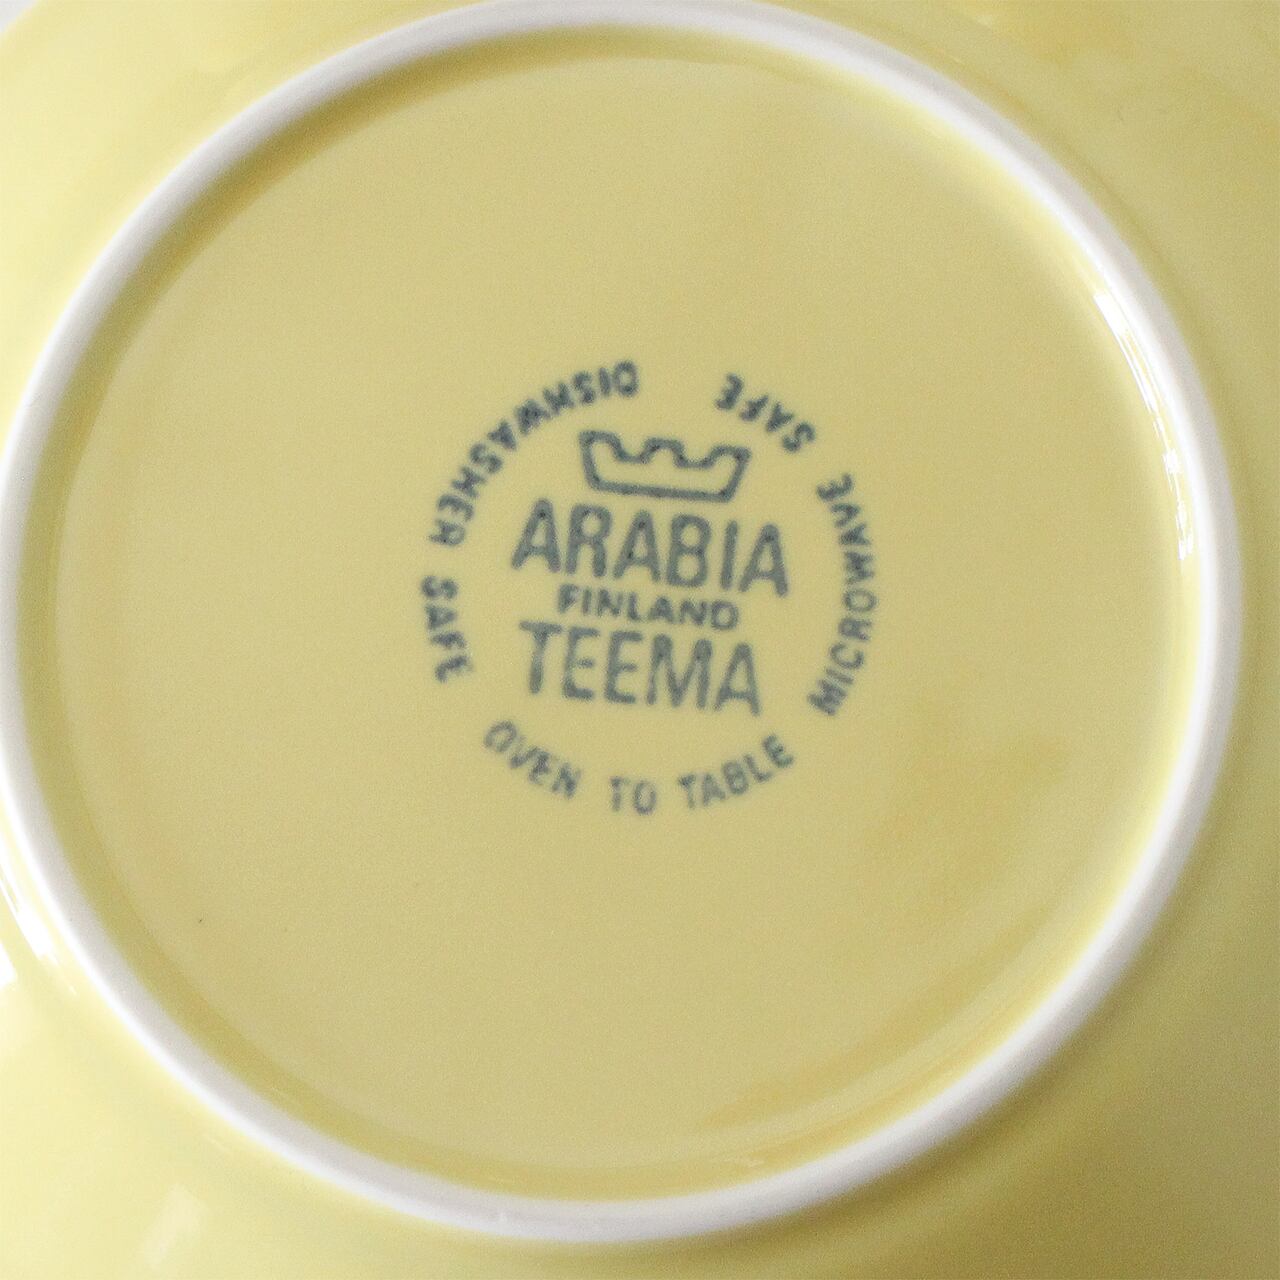 ARABIA
FINLAND
TEEMA
DISHWASHER SAFE
OVEN TO TABLE
MICROWAVE SAFE